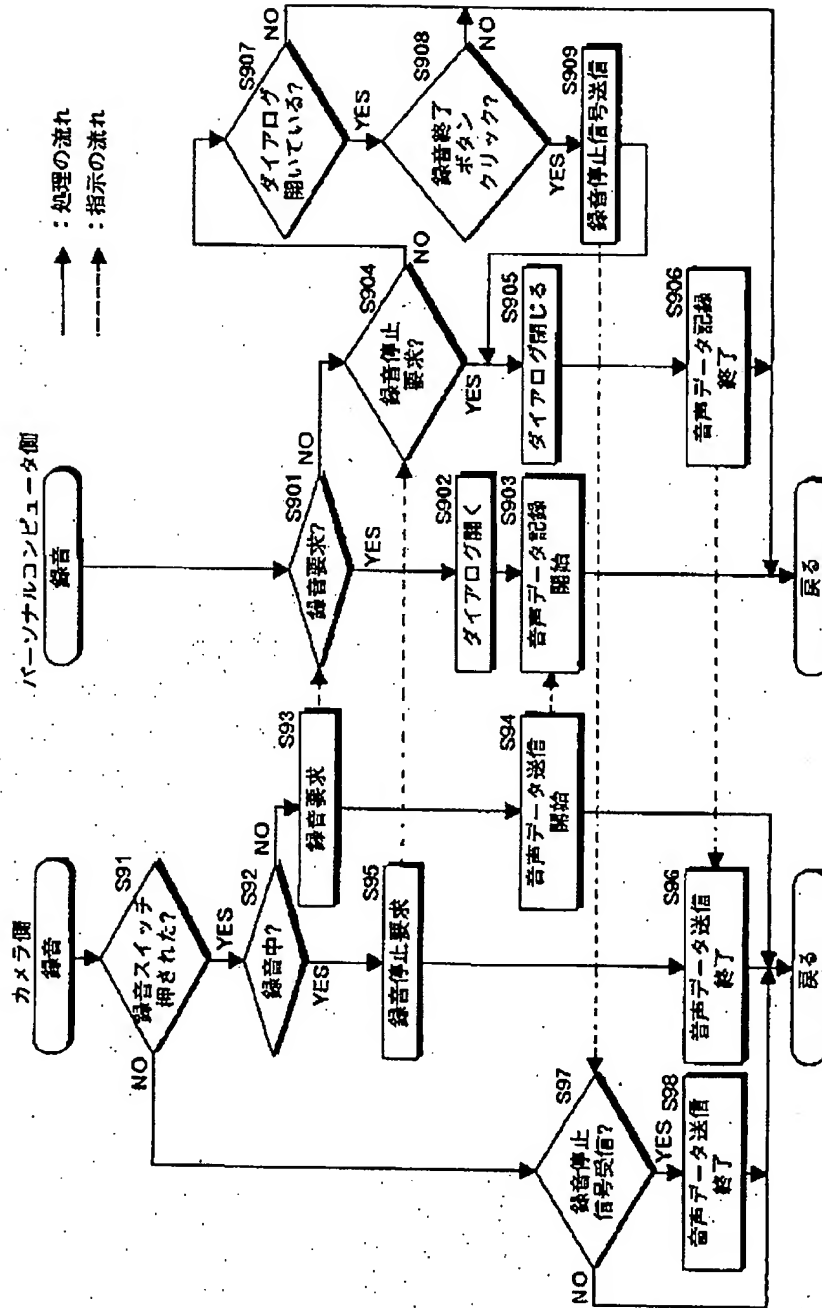 カメラ側
録音
S91
録音スイッチ
押された?
NO
YES
S92
録音中?
NO
YES
S93
録音要求
S94
音声データ送信
開始
S95
録音停止要求
S96
音声データ送信
終了
S97
録音停止
信号受信?
NO
YES
S98
音声データ送信
終了
戻る
パーソナルコンピュータ側
録音
S901
録音要求?
NO
YES
S902
ダイアログ開く
S903
音声データ記録
開始
S904
録音停止
要求?
NO
YES
S905
ダイアログ閉じる
S906
音声データ記録
終了
S907
ダイアログ
開いている?
NO
YES
S908
録音終了
ボタン
クリック?
NO
YES
S909
録音停止信号送信
戻る
:処理の流れ
:指示の流れ